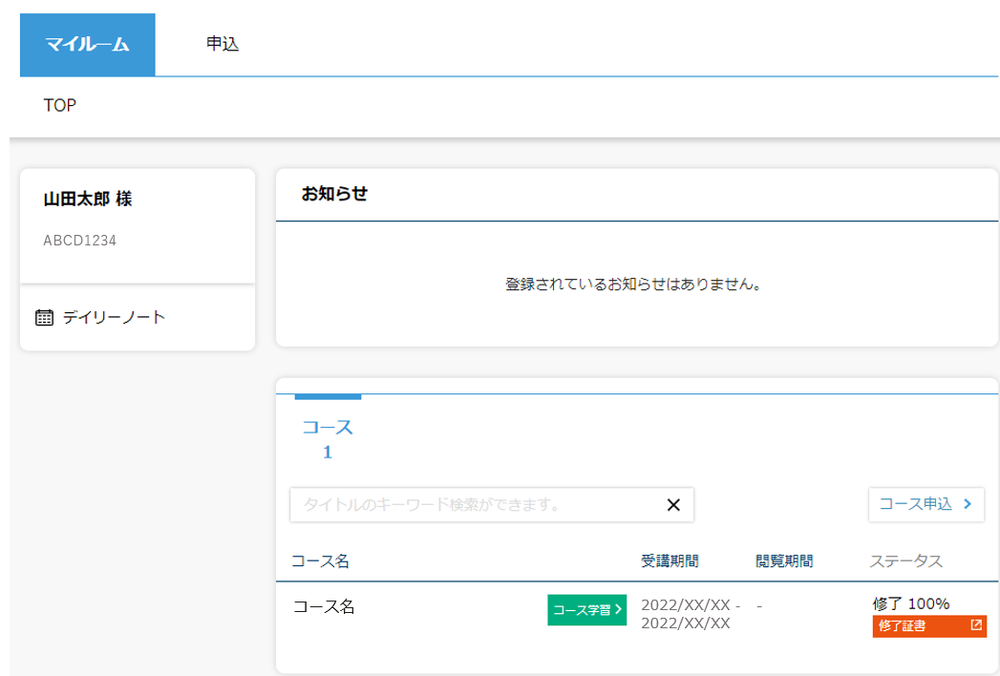 マイルーム 申込
TOP
山田太郎 様
ABCD1234
デイリーノート
お知らせ
登録されているお知らせはありません。
コース
1
タイトルのキーワード検索ができます。
コース申込
コース名 受講期間 閲覧期間 ステータス
コース名 コース学習 2022/XX/XX - - 修了 100%
2022/XX/XX 修了証書